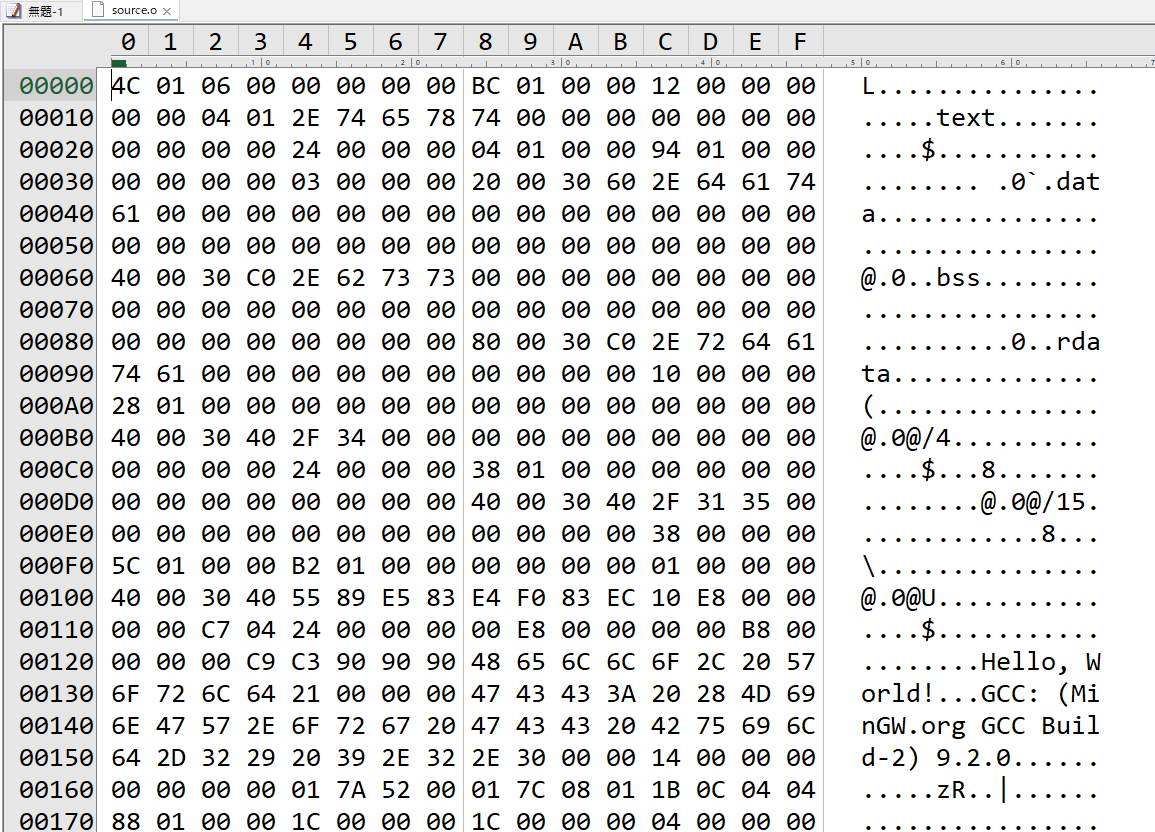 無題-1 source.o ×
0 1 2 3 4 5 6 7 8 9 A B C D E F
1 0 2 0 3 0 4 0 5 0 6 0 7
00000 4C 01 06 00 00 00 00 00 BC 01 00 00 12 00 00 00 L...............
00010 00 00 04 01 2E 74 65 78 74 00 00 00 00 00 00 00 .....text.......
00020 00 00 00 00 24 00 00 00 04 01 00 00 94 01 00 00 ....$...........
00030 00 00 00 00 03 00 00 00 20 00 30 60 2E 64 61 74 ........ .0`.dat
00040 61 00 00 00 00 00 00 00 00 00 00 00 00 00 00 00 a...............
00050 00 00 00 00 00 00 00 00 00 00 00 00 00 00 00 00 ................
00060 40 00 30 C0 2E 62 73 73 00 00 00 00 00 00 00 00 @.0..bss........
00070 00 00 00 00 00 00 00 00 00 00 00 00 00 00 00 00 ................
00080 00 00 00 00 00 00 00 00 80 00 30 C0 2E 72 64 61 ..........0..rda
00090 74 61 00 00 00 00 00 00 00 00 00 00 10 00 00 00 ta..............
000A0 28 01 00 00 00 00 00 00 00 00 00 00 00 00 00 00 (...............
000B0 40 00 30 40 2F 34 00 00 00 00 00 00 00 00 00 00 @.0@/4..........
000C0 00 00 00 00 24 00 00 00 38 01 00 00 00 00 00 00 ....$...8.......
000D0 00 00 00 00 00 00 00 00 40 00 30 40 2F 31 35 00 ........@.0@/15.
000E0 00 00 00 00 00 00 00 00 00 00 00 00 38 00 00 00 ............8...
000F0 5C 01 00 00 B2 01 00 00 00 00 00 00 01 00 00 00 \...............
00100 40 00 30 40 55 89 E5 83 E4 F0 83 EC 10 E8 00 00 @.0@U...........
00110 00 00 C7 04 24 00 00 00 00 E8 00 00 00 00 B8 00 ....$...........
00120 00 00 00 C9 C3 90 90 90 48 65 6C 6C 6F 2C 20 57 ........Hello, W
00130 6F 72 6C 64 21 00 00 00 47 43 43 3A 20 28 4D 69 orld!...GCC: (Mi
00140 6E 47 57 2E 6F 72 67 20 47 43 43 20 42 75 69 6C nGW.org GCC Buil
00150 64 2D 32 29 20 39 2E 32 2E 30 00 00 14 00 00 00 d-2) 9.2.0......
00160 00 00 00 00 01 7A 52 00 01 7C 08 01 1B 0C 04 04 .....zR..|......
00170 88 01 00 00 1C 00 00 00 1C 00 00 00 04 00 00 00 ................